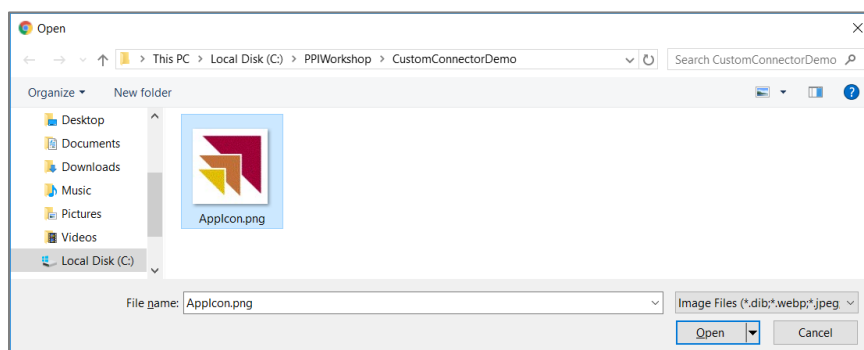 Open
This PC > Local Disk (C:) > PPIWorkshop > CustomConnectorDemo
Search CustomConnectorDemo
Organize
New folder
Desktop
Documents
Downloads
Music
Pictures
Videos
Local Disk (C:)
AppIcon.png
File name: AppIcon.png
Image Files (*.dib;*.webp;*.jpeg
Open
Cancel